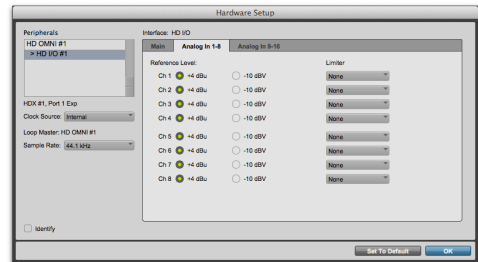 Hardware Setup
Peripherals
HD OMNI #1
> HD I/O #1
HDX #1, Port 1 Exp
Clock Source: Internal
Loop Master: HD OMNI #1
Sample Rate: 44.1 kHz
Identify
Interface: HD I/O
Main Analog In 1-8 Analog In 9-16
Reference Level: Limiter
Ch 1 +4 dBu -10 dBV None
Ch 2 +4 dBu -10 dBV None
Ch 3 +4 dBu -10 dBV None
Ch 4 +4 dBu -10 dBV None
Ch 5 +4 dBu -10 dBV None
Ch 6 +4 dBu -10 dBV None
Ch 7 +4 dBu -10 dBV None
Ch 8 +4 dBu -10 dBV None
Set To Default OK